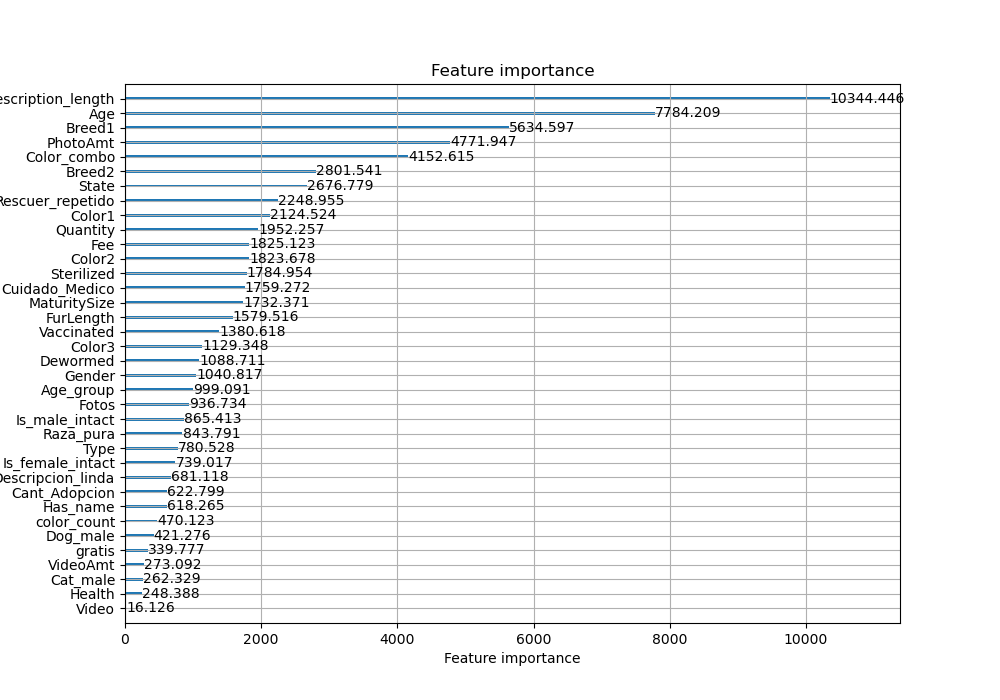 Feature importance
escription_length 10344.446
Age 7784.209
Breed1 5634.597
PhotoAmt 4771.947
Color_combo 4152.615
Breed2 2801.541
State 2676.779
Rescuer_repetido 2248.955
Color1 2124.524
Quantity 1952.257
Fee 1825.123
Color2 1823.678
Sterilized 1784.954
Cuidado_Medico 1759.272
MaturitySize 1732.371
FurLength 1579.516
Vaccinated 1380.618
Color3 1129.348
Dewormed 1088.711
Gender 1040.817
Age_group 999.091
Fotos 936.734
Is_male_intact 865.413
Raza_pura 843.791
Type 780.528
Is_female_intact 739.017
Descripcion_linda 681.118
Cant_Adopcion 622.799
Has_name 618.265
color_count 470.123
Dog_male 421.276
gratis 339.777
VideoAmt 273.092
Cat_male 262.329
Health 248.388
Video 16.126
0 2000 4000 6000 8000 10000
Feature importance